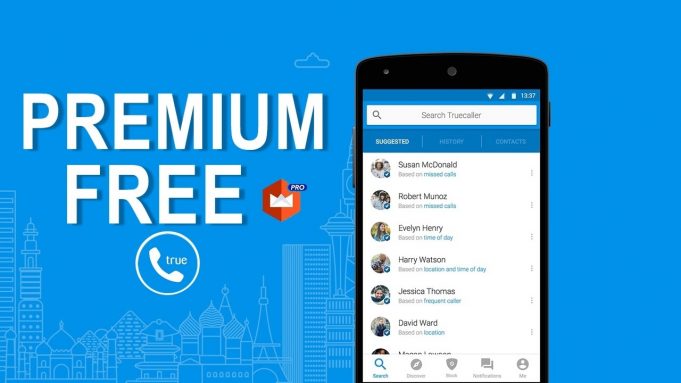 PREMIUM
FREE
PRO
true
13:37
Search Truecaller
SUGGESTED
HISTORY
CONTACTS
Susan McDonald
Based on missed calls
Robert Munoz
Based on missed calls
Evelyn Henry
Based on time of day
Harry Watson
Based on location and time of day
Jessica Thomas
Based on frequent caller
David Ward
Based on location
Search
Discover
Block
Notifications
Me